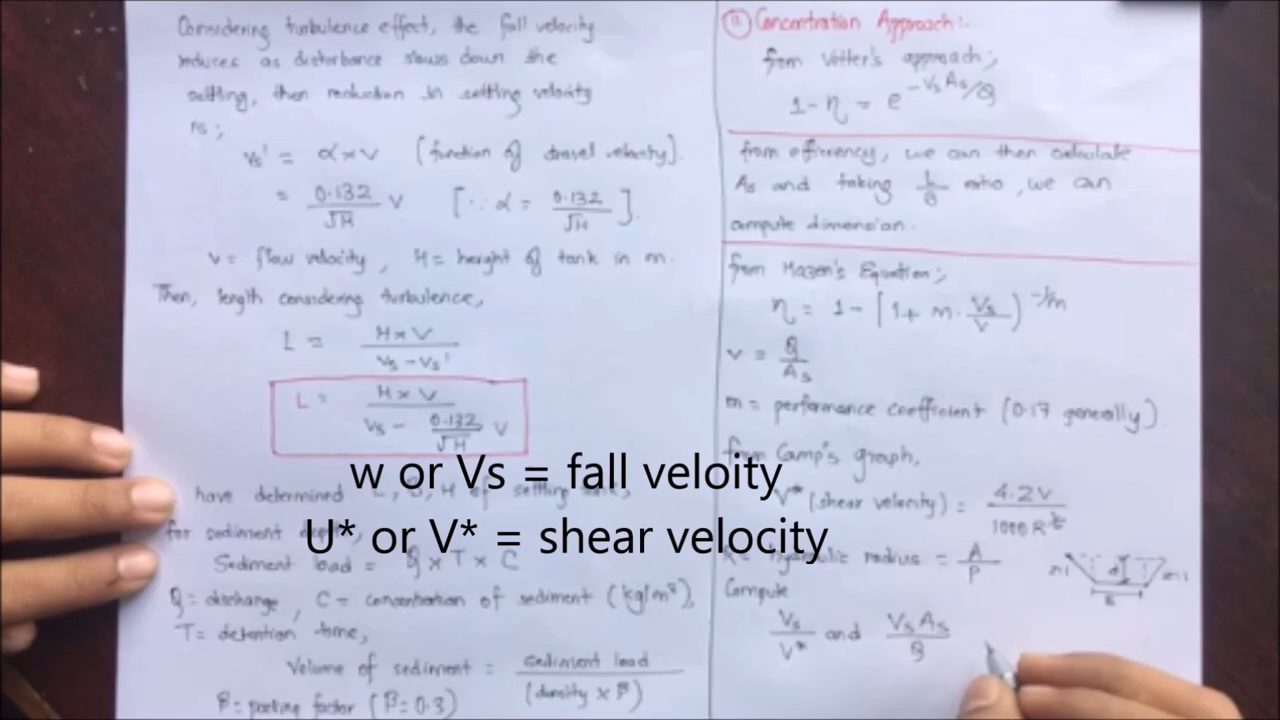 Considering turbulence effect, the fall velocity
reduces as disturbance slows down the
settling, then reduction in settling velocity
is;
Vs' = α×V (function of travel velocity).
= 0.132/√H V [∵ α = 0.132/√H].
V = flow velocity, H = height of tank in m.
Then, length considering turbulence,
L = H×V / Vs-Vs'
L = H×V / Vs - 0.132/√H V
have determined L, B, H of settling
for sediment depth,
Sediment load = Q×T×C
Q = discharge, C = concentration of sediment (kg/m³),
T = detention time,
Volume of sediment = sediment load / (density × β)
β = packing factor (β=0.3)
II Concentration Approach:-
from Vetter's approach;
1-η = e^-VsAs/Q
from efficiency, we can then calculate
As and taking L/B ratio, we can
compute dimension.
from Hazen's Equation;
η = 1-[1+ m. Vs/V)^-1/m
V = Q/As
m = performance coefficient (0.17 generally).
from Camp's graph,
V* (shear velocity) = 4.2V / 1000 R^1/6
hydraulic radius = A/P
d
B
Compute
Vs/V* and VsAs/Q
w or Vs = fall veloity
U* or V* = shear velocity